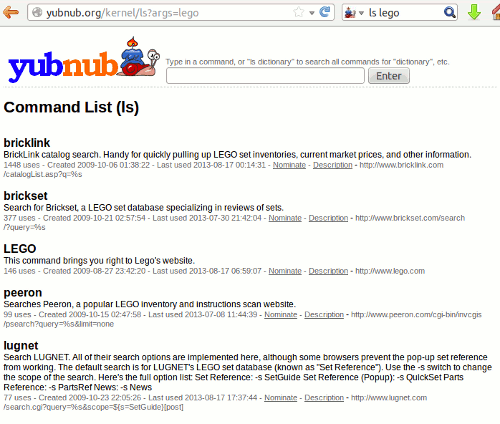 yubnub.org/kernel/ls?args=lego
ls lego
yubnub
Type in a command, or "ls dictionary" to search all commands for "dictionary", etc.
Enter
Command List (ls)
bricklink
BrickLink catalog search. Handy for quickly pulling up LEGO set inventories, current market prices, and other information.
1448 uses - Created 2009-10-06 01:38:22 - Last used 2013-08-17 00:14:31 - Nominate - Description - http://www.bricklink.com
/catalogList.asp?q=%s
brickset
Search for Brickset, a LEGO set database specializing in reviews of sets.
377 uses - Created 2009-10-21 02:57:54 - Last used 2013-07-30 21:42:04 - Nominate - Description - http://www.brickset.com/search
/?query=%s
LEGO
This command brings you right to Lego's website.
146 uses - Created 2009-08-27 23:42:20 - Last used 2013-08-17 06:59:07 - Nominate - Description - http://www.lego.com
peeron
Searches Peeron, a popular LEGO inventory and instructions scan website.
99 uses - Created 2009-10-15 02:47:58 - Last used 2013-07-08 11:44:39 - Nominate - Description - http://www.peeron.com/cgi-bin/invcgis
/psearch?query=%s&limit=none
lugnet
Search LUGNET. All of their search options are implemented here, although some browsers prevent the pop-up set reference
from working. The default search is for LUGNET's LEGO set database (known as "Set Reference"). Use the -s switch to
change the scope of the search. Here's the full option list: Set Reference: -s SetGuide Set Reference (Popup): -s QuickSet Parts
Reference: -s PartsRef News: -s News
77 uses - Created 2009-10-23 22:05:26 - Last used 2013-08-17 17:37:44 - Nominate - Description - http://www.lugnet.com
/search.cgi?query=%s&scope=${s=SetGuide}[post]